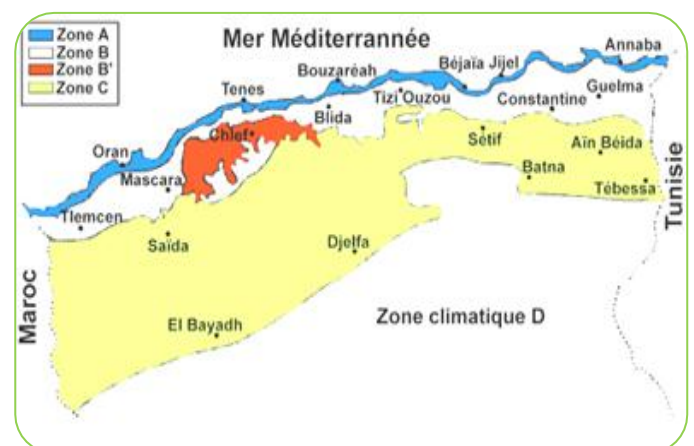 Zone A
Zone B
Zone B'
Zone C
Mer Méditerrannée
Annaba
Béjaïa Jijel
Bouzaréah
Guelma
Tenes
Tizi Ouzou
Constantine
Blida
Chlef
Sétif
Aïn Béida
Oran
Mascara
Batna
Tébessa
Tunisie
Tlemcen
Saïda
Djelfa
Maroc
El Bayadh
Zone climatique D